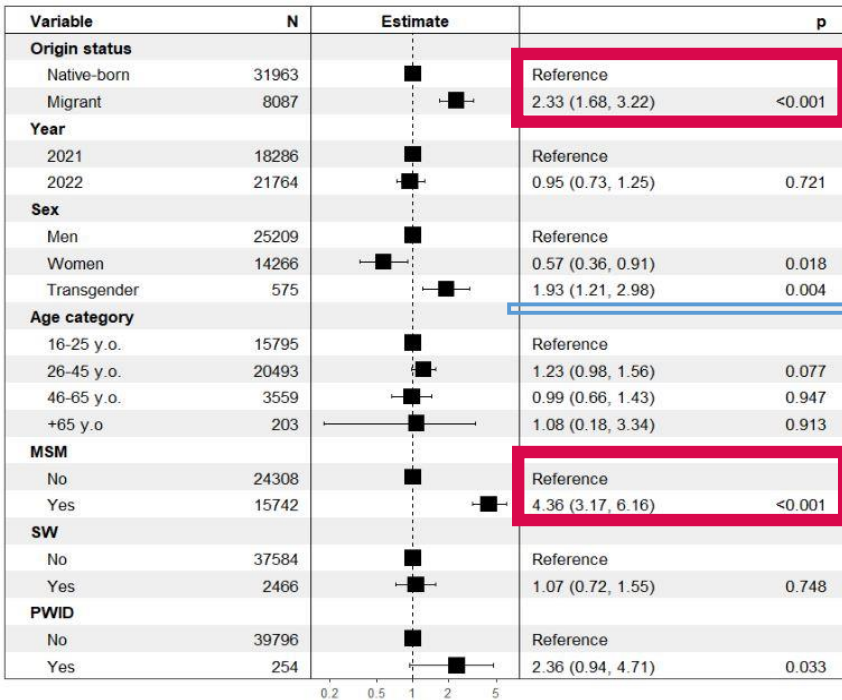 Variable N Estimate p
Origin status
Native-born 31963 Reference
Migrant 8087 2.33 (1.68, 3.22) <0.001
Year
2021 18286 Reference
2022 21764 0.95 (0.73, 1.25) 0.721
Sex
Men 25209 Reference
Women 14266 0.57 (0.36, 0.91) 0.018
Transgender 575 1.93 (1.21, 2.98) 0.004
Age category
16-25 y.o. 15795 Reference
26-45 y.o. 20493 1.23 (0.98, 1.56) 0.077
46-65 y.o. 3559 0.99 (0.66, 1.43) 0.947
+65 y.o 203 1.08 (0.18, 3.34) 0.913
MSM
No 24308 Reference
Yes 15742 4.36 (3.17, 6.16) <0.001
SW
No 37584 Reference
Yes 2466 1.07 (0.72, 1.55) 0.748
PWID
No 39796 Reference
Yes 254 2.36 (0.94, 4.71) 0.033
0.2 0.5 1 2 5